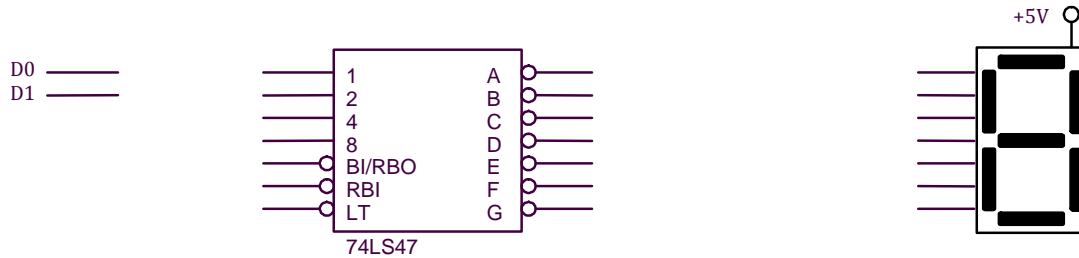 +5V
D0
D1
1 A
2 B
4 C
8 D
BI/RBO E
RBI F
LT G
74LS47